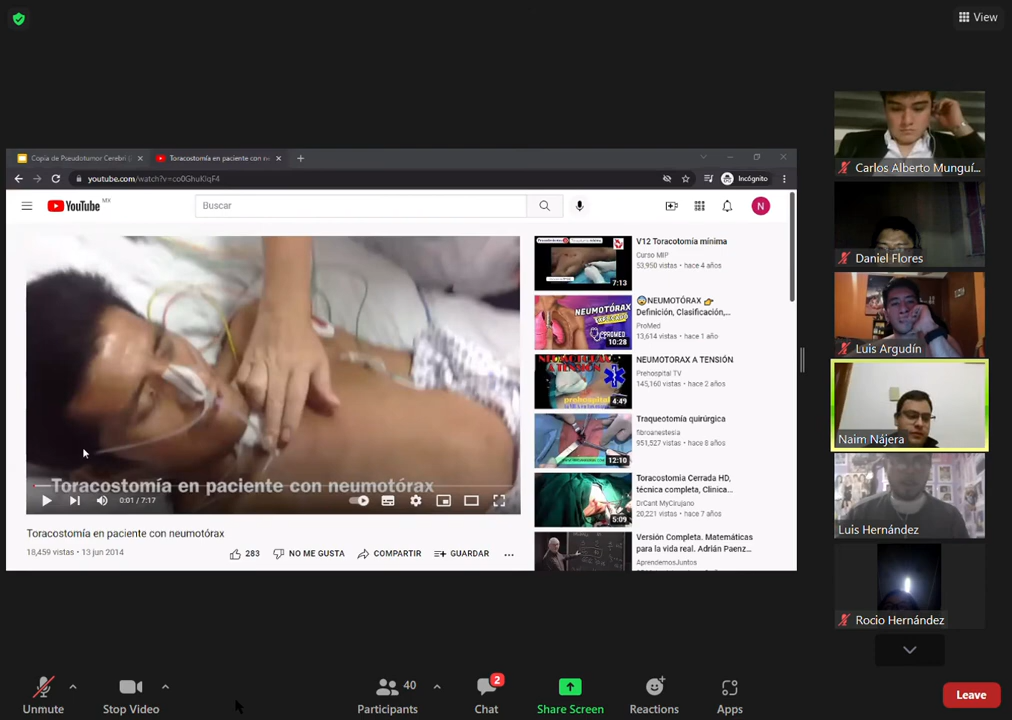 View
Copia de Pseudotumor Cerebri
Toracostomía en paciente con ne
youtube.com/watch?v=co0GhuKlqF4
Incógnito
YouTube MX
Buscar
N
Toracostomía en paciente con neumotórax
0:01 / 7:17
Toracostomía en paciente con neumotórax
18,459 vistas • 13 jun 2014
283
NO ME GUSTA
COMPARTIR
GUARDAR
7:13
V12 Toracotomía mínima
Curso MIP
53,950 vistas • hace 4 años
NEUMOTÓRAX
10:28
NEUMOTÓRAX
Definición, Clasificación,...
ProMed
13,614 vistas • hace 1 año
4:49
NEUMOTORAX A TENSIÓN
Prehospital TV
145,160 vistas • hace 2 años
12:10
Traqueotomía quirúrgica
fibroanestesia
951,527 vistas • hace 8 años
5:09
Toracostomia Cerrada HD,
técnica completa, Clinica...
DrCant MyCirujano
20,221 vistas • hace 7 años
Versión Completa. Matemáticas
para la vida real. Adrián Paenz...
AprendemosJuntos
Carlos Alberto Munguí...
Daniel Flores
Luis Argudín
Naim Nájera
Luis Hernández
Rocio Hernández
Unmute
Stop Video
40
Participants
2
Chat
Share Screen
Reactions
Apps
Leave